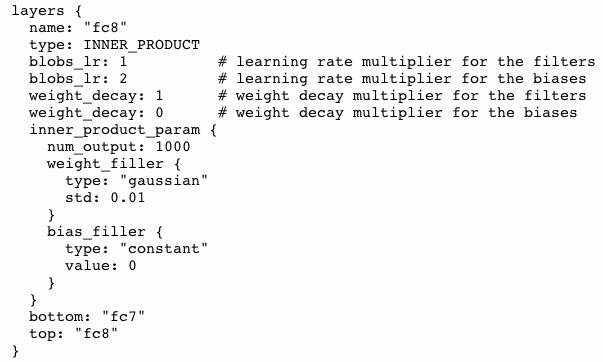 layers {
  name: "fc8"
  type: INNER_PRODUCT
  blobs_lr: 1          # learning rate multiplier for the filters
  blobs_lr: 2          # learning rate multiplier for the biases
  weight_decay: 1      # weight decay multiplier for the filters
  weight_decay: 0      # weight decay multiplier for the biases
  inner_product_param {
    num_output: 1000
    weight_filler {
      type: "gaussian"
      std: 0.01
    }
    bias_filler {
      type: "constant"
      value: 0
    }
  }
  bottom: "fc7"
  top: "fc8"
}